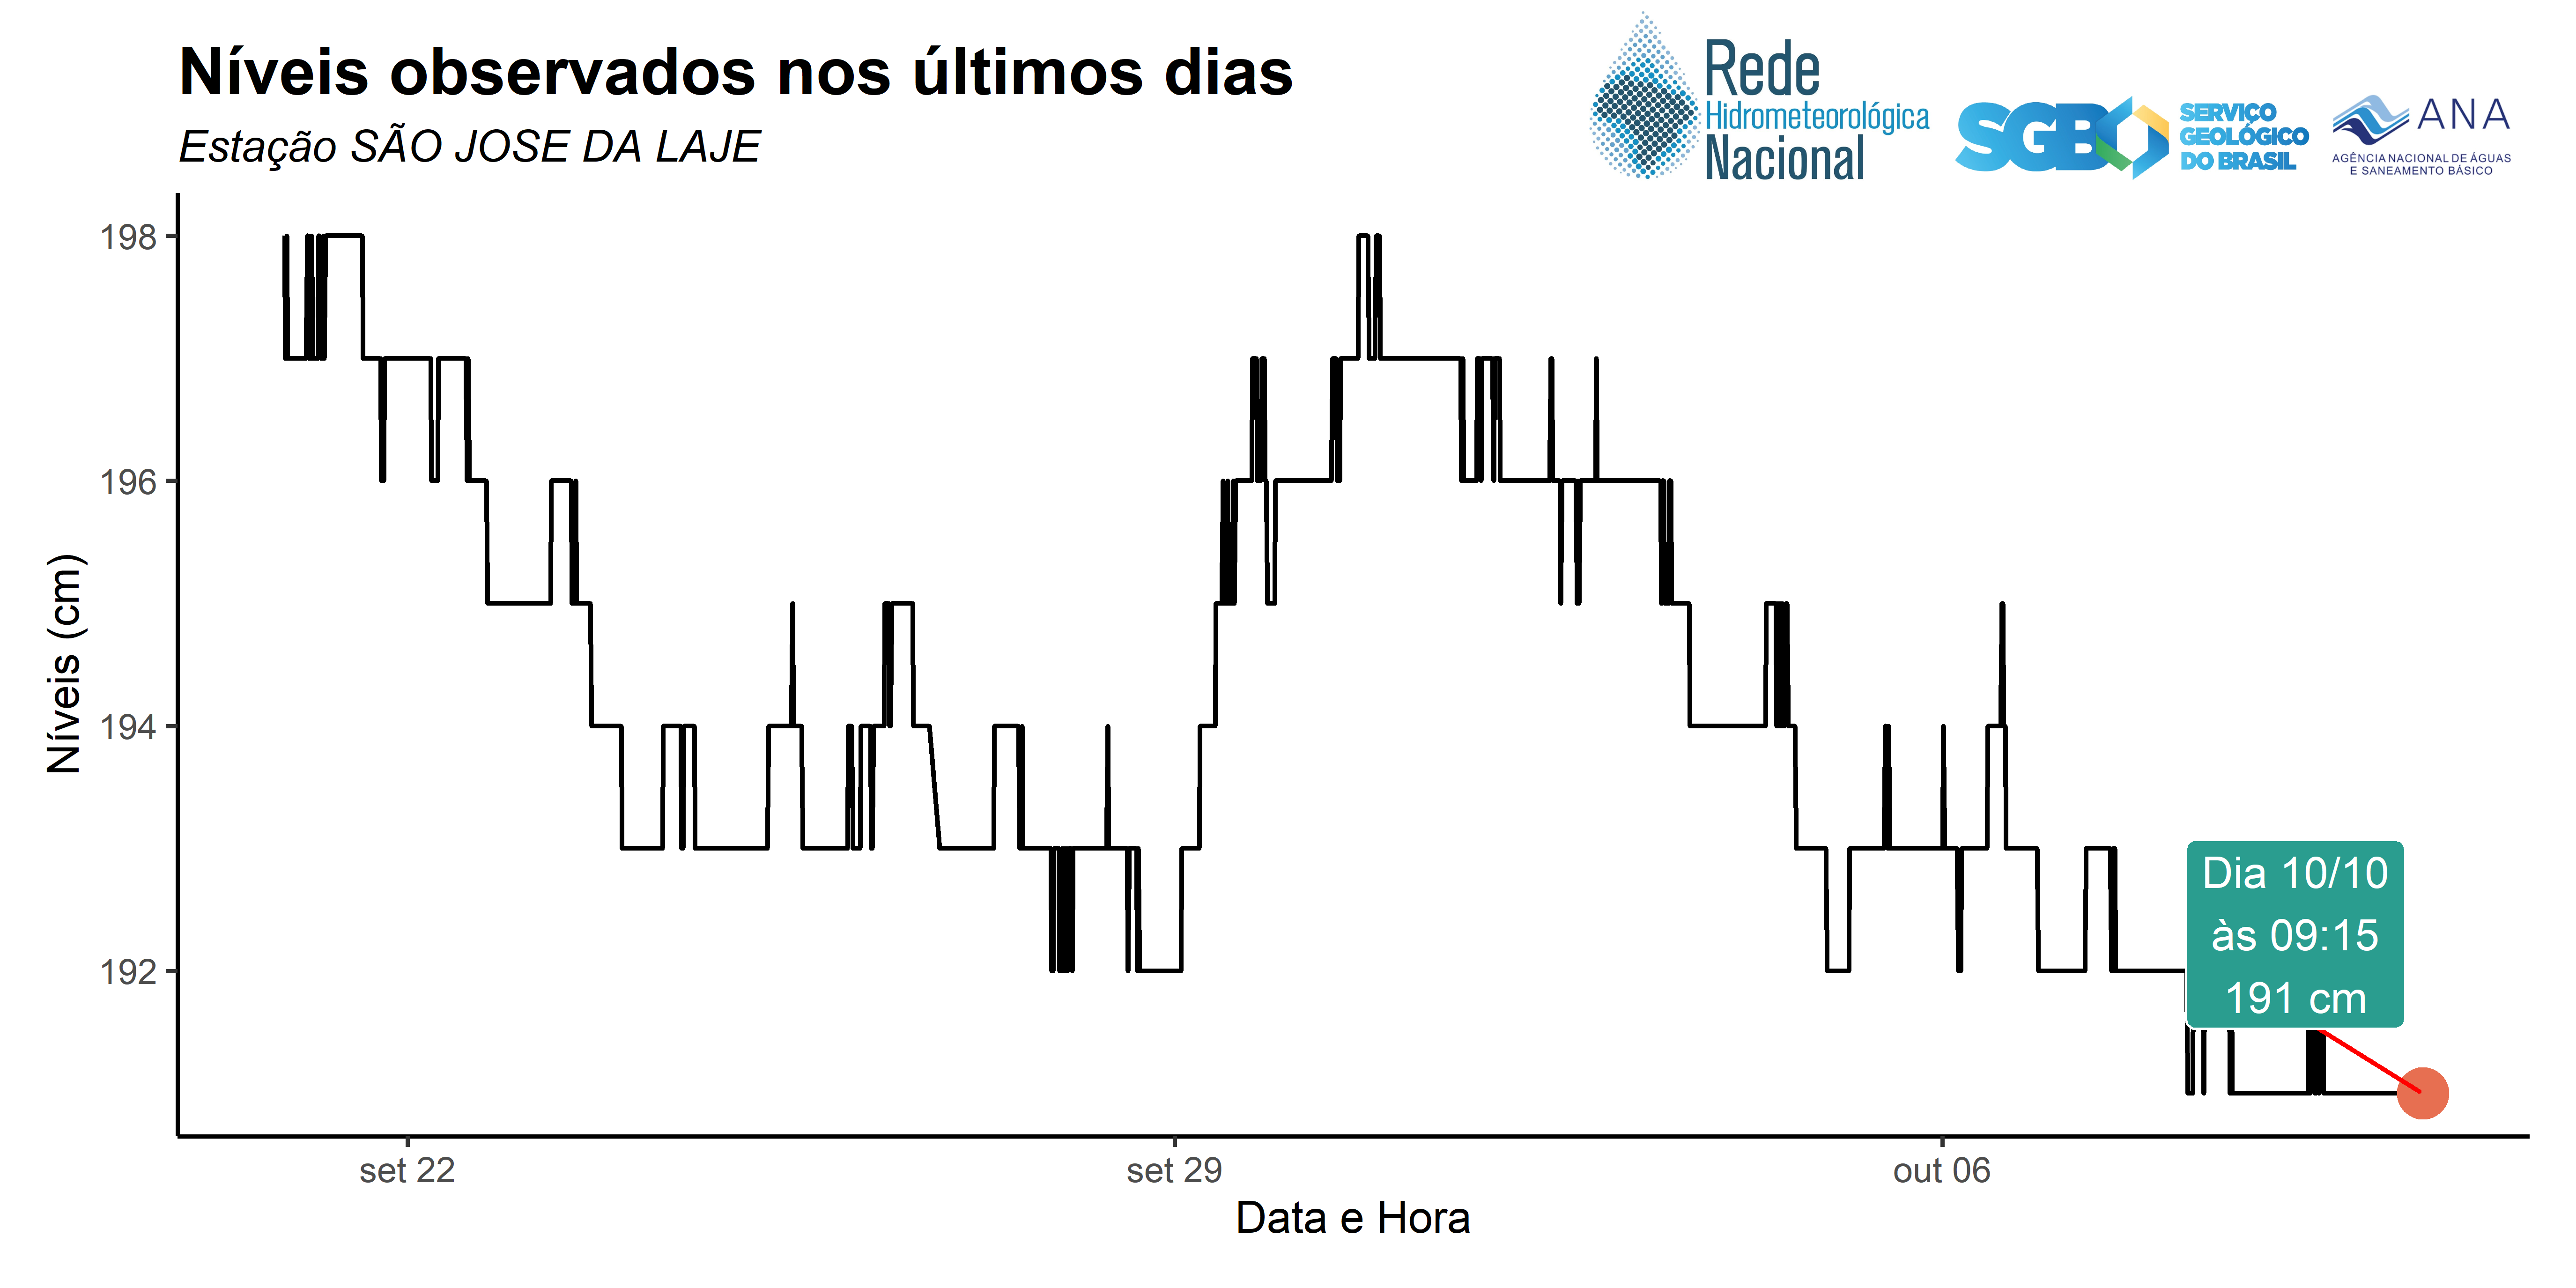 Níveis observados nos últimos dias
Estação SÃO JOSE DA LAJE
Rede
Hidrometeorológica
Nacional
SGB
SERVIÇO
GEOLÓGICO
DO BRASIL
ANA
AGÊNCIA NACIONAL DE ÁGUAS
E SANEAMENTO BÁSICO
Níveis (cm)
198
196
194
192
Dia 10/10
às 09:15
191 cm
set 22
set 29
out 06
Data e Hora